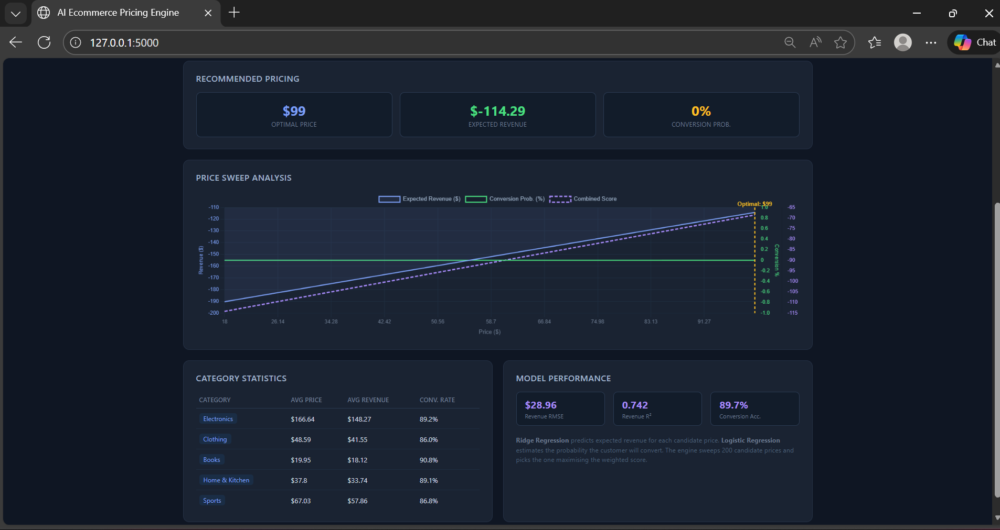 AI Ecommerce Pricing Engine
127.0.0.1:5000
Chat
RECOMMENDED PRICING
$99
OPTIMAL PRICE
$-114.29
EXPECTED REVENUE
0%
CONVERSION PROB.
PRICE SWEEP ANALYSIS
Expected Revenue ($) Conversion Prob. (%) Combined Score
Optimal: $99
-110
-120
-130
-140
-150
-160
-170
-180
-190
-200
Revenue ($)
1.0
0.8
0.6
0.4
0.2
0
-0.2
-0.4
-0.6
-0.8
-1.0
Conversion %
-65
-70
-75
-80
-85
-90
-95
-100
-105
-110
-115
18 26.14 34.28 42.42 50.56 58.7 66.84 74.98 83.13 91.27
Price ($)
CATEGORY STATISTICS
CATEGORY AVG PRICE AVG REVENUE CONV. RATE
Electronics $166.64 $148.27 89.2%
Clothing $48.59 $41.55 86.0%
Books $19.95 $18.12 90.8%
Home & Kitchen $37.8 $33.74 89.1%
Sports $67.03 $57.86 86.8%
MODEL PERFORMANCE
$28.96
Revenue RMSE
0.742
Revenue R²
89.7%
Conversion Acc.
Ridge Regression predicts expected revenue for each candidate price. Logistic Regression
estimates the probability the customer will convert. The engine sweeps 200 candidate prices and
picks the one maximising the weighted score.